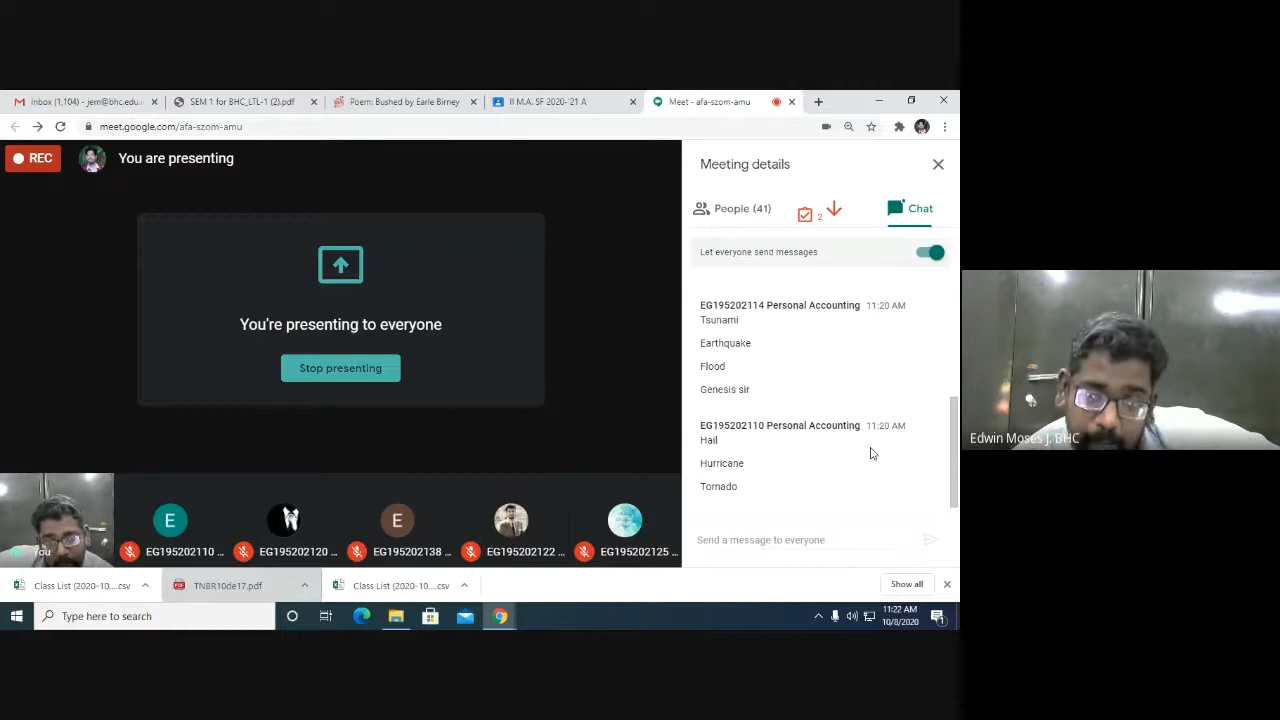 Inbox (1,104) - jem@bhc.edu.
SEM 1 for BHC_LTL-1 (2).pdf
Poem: Bushed by Earle Birney
II M.A. SF 2020-'21 A
Meet - afa-szom-amu
meet.google.com/afa-szom-amu
REC
You are presenting
You're presenting to everyone
Stop presenting
You
EG195202110 ...
EG195202120 ...
EG195202138 ...
EG195202122 ...
EG195202125 ...
Meeting details
People (41)
2
Chat
Let everyone send messages
EG195202114 Personal Accounting 11:20 AM
Tsunami
Earthquake
Flood
Genesis sir
EG195202110 Personal Accounting 11:20 AM
Hail
Hurricane
Tornado
Send a message to everyone
Edwin Moses J. BHC
Class List (2020-10....csv
TNBR10de17.pdf
Class List (2020-10....csv
Show all
Type here to search
11:22 AM
10/8/2020
1